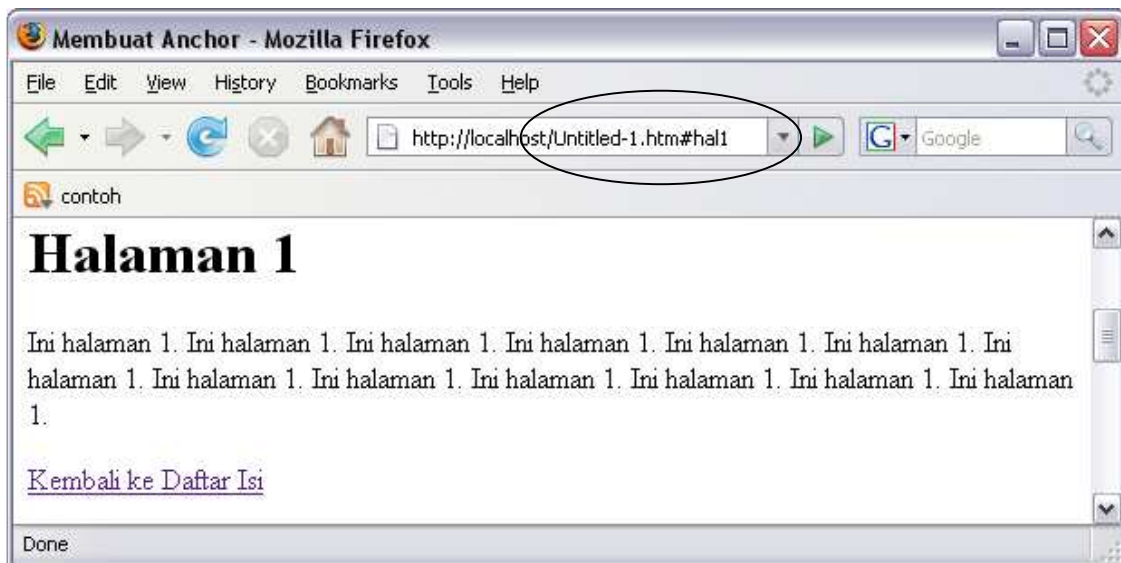 Membuat Anchor - Mozilla Firefox
File Edit View History Bookmarks Tools Help
http://localhost/Untitled-1.htm#hal1 G Google
contoh
Halaman 1
Ini halaman 1. Ini halaman 1. Ini halaman 1. Ini halaman 1. Ini halaman 1. Ini halaman 1. Ini
halaman 1. Ini halaman 1. Ini halaman 1. Ini halaman 1. Ini halaman 1. Ini halaman 1. Ini halaman
1.
Kembali ke Daftar Isi
Done